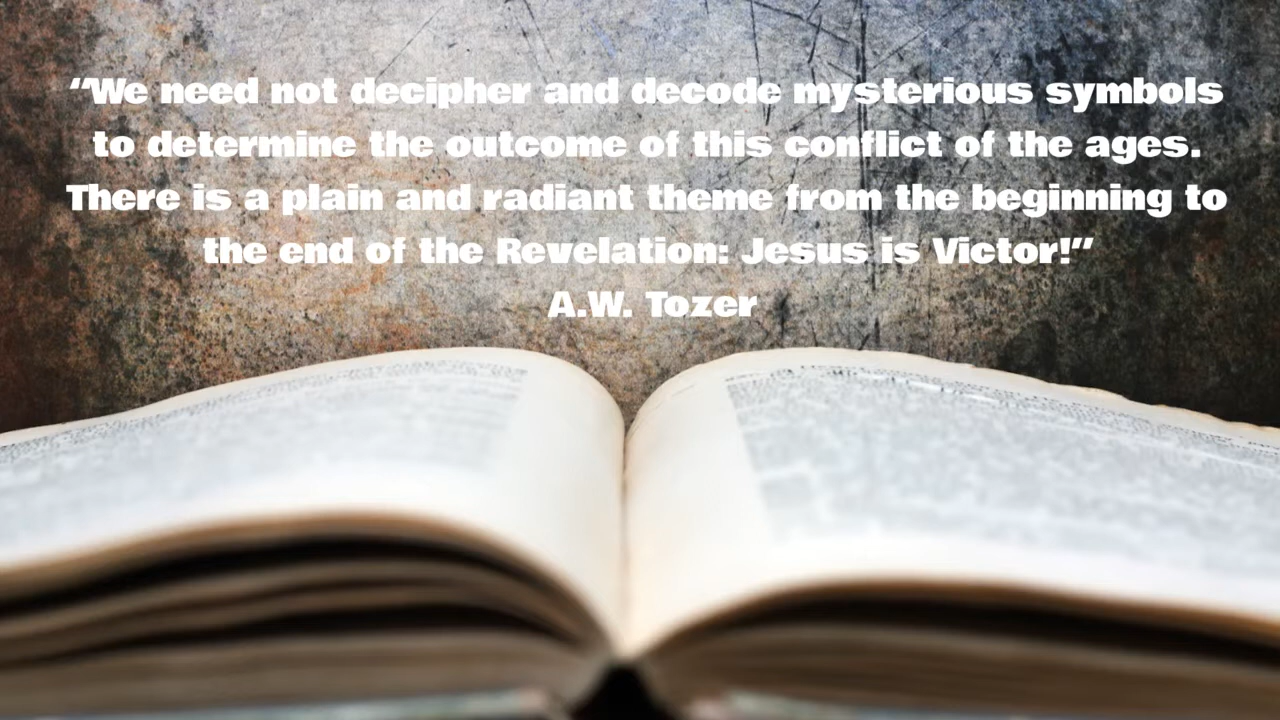 “We need not decipher and decode mysterious symbols
to determine the outcome of this conflict of the ages.
There is a plain and radiant theme from the beginning to
the end of the Revelation: Jesus is Victor!”
A.W. Tozer